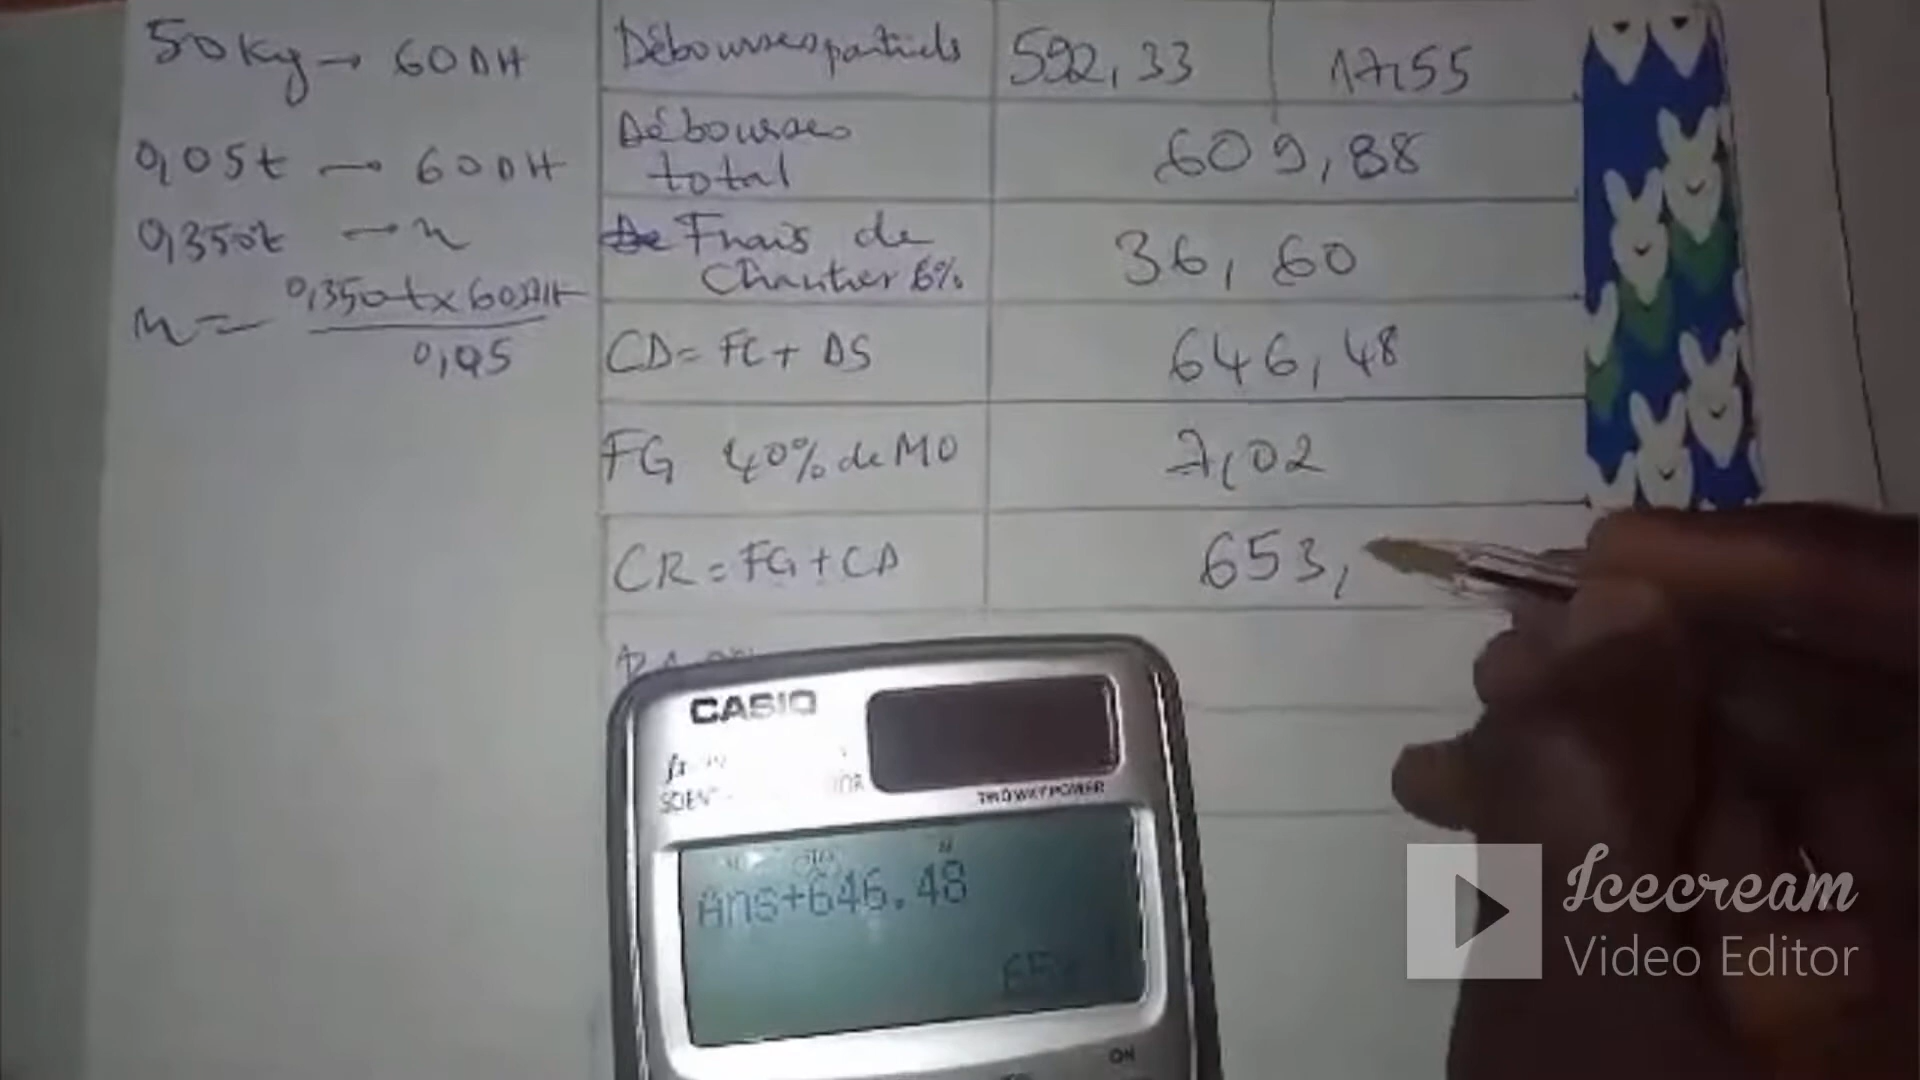 50Kg → 60DH
0,05t → 60DH
0,350t → x
x = 0,350t x 60DH
0,05
Débourses partiels 592,33 17,55
Débourses
total 609,88
Frais de
Chantier 6% 36,60
CD = FC + DS 646,48
FG 40% de MO 7,02
CR = FG + CD 653,
CASIO
TWO WAY POWER
Ans+646.48
ON
Icecream
Video Editor